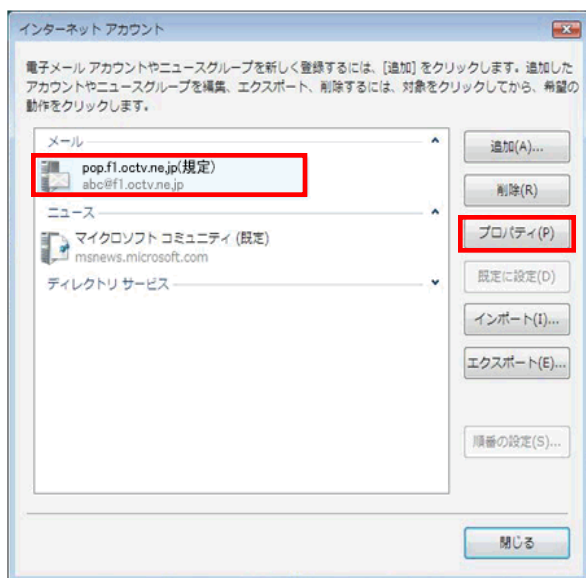 インターネット アカウント
電子メール アカウントやニュースグループを新しく登録するには、[追加] をクリックします。追加した
アカウントやニュースグループを編集、エクスポート、削除するには、対象をクリックしてから、希望の
動作をクリックします。
メール
pop.f1.octv.ne.jp(規定)
abc@f1.octv.ne.jp
ニュース
マイクロソフト コミュニティ (既定)
msnews.microsoft.com
ディレクトリ サービス
追加(A)...
削除(R)
プロパティ(P)
既定に設定(D)
インポート(I)...
エクスポート(E)...
順番の設定(S)...
閉じる